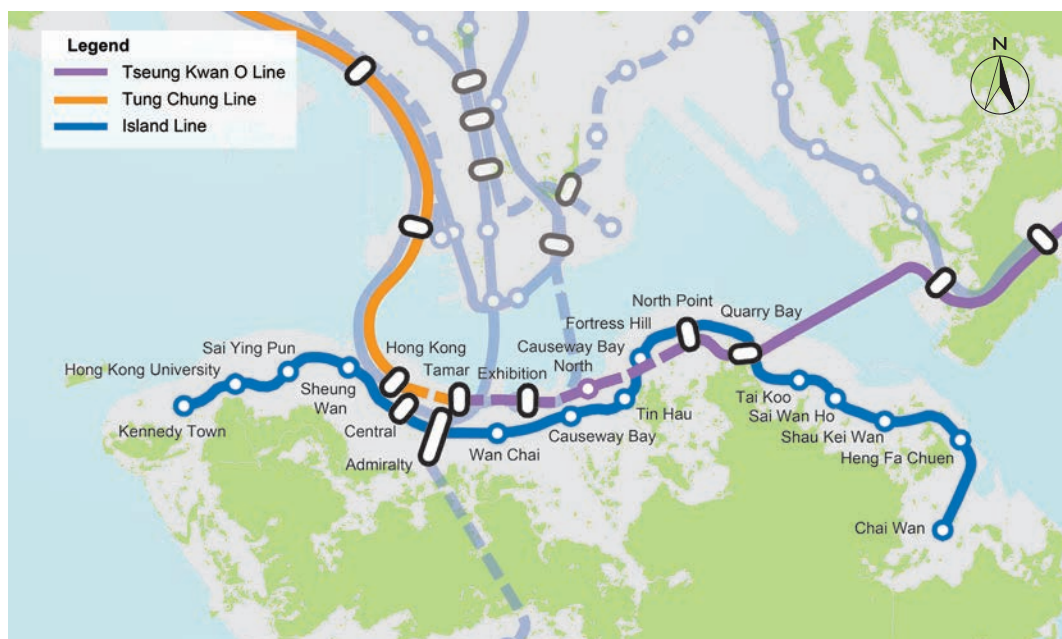 Legend
Tseung Kwan O Line
Tung Chung Line
Island Line
N
North Point
Quarry Bay
Fortress Hill
Causeway Bay
North
Hong Kong
Tamar
Exhibition
Sai Ying Pun
Hong Kong University
Sheung
Wan
Kennedy Town
Central
Admiralty
Wan Chai
Causeway Bay
Tin Hau
Tai Koo
Sai Wan Ho
Shau Kei Wan
Heng Fa Chuen
Chai Wan